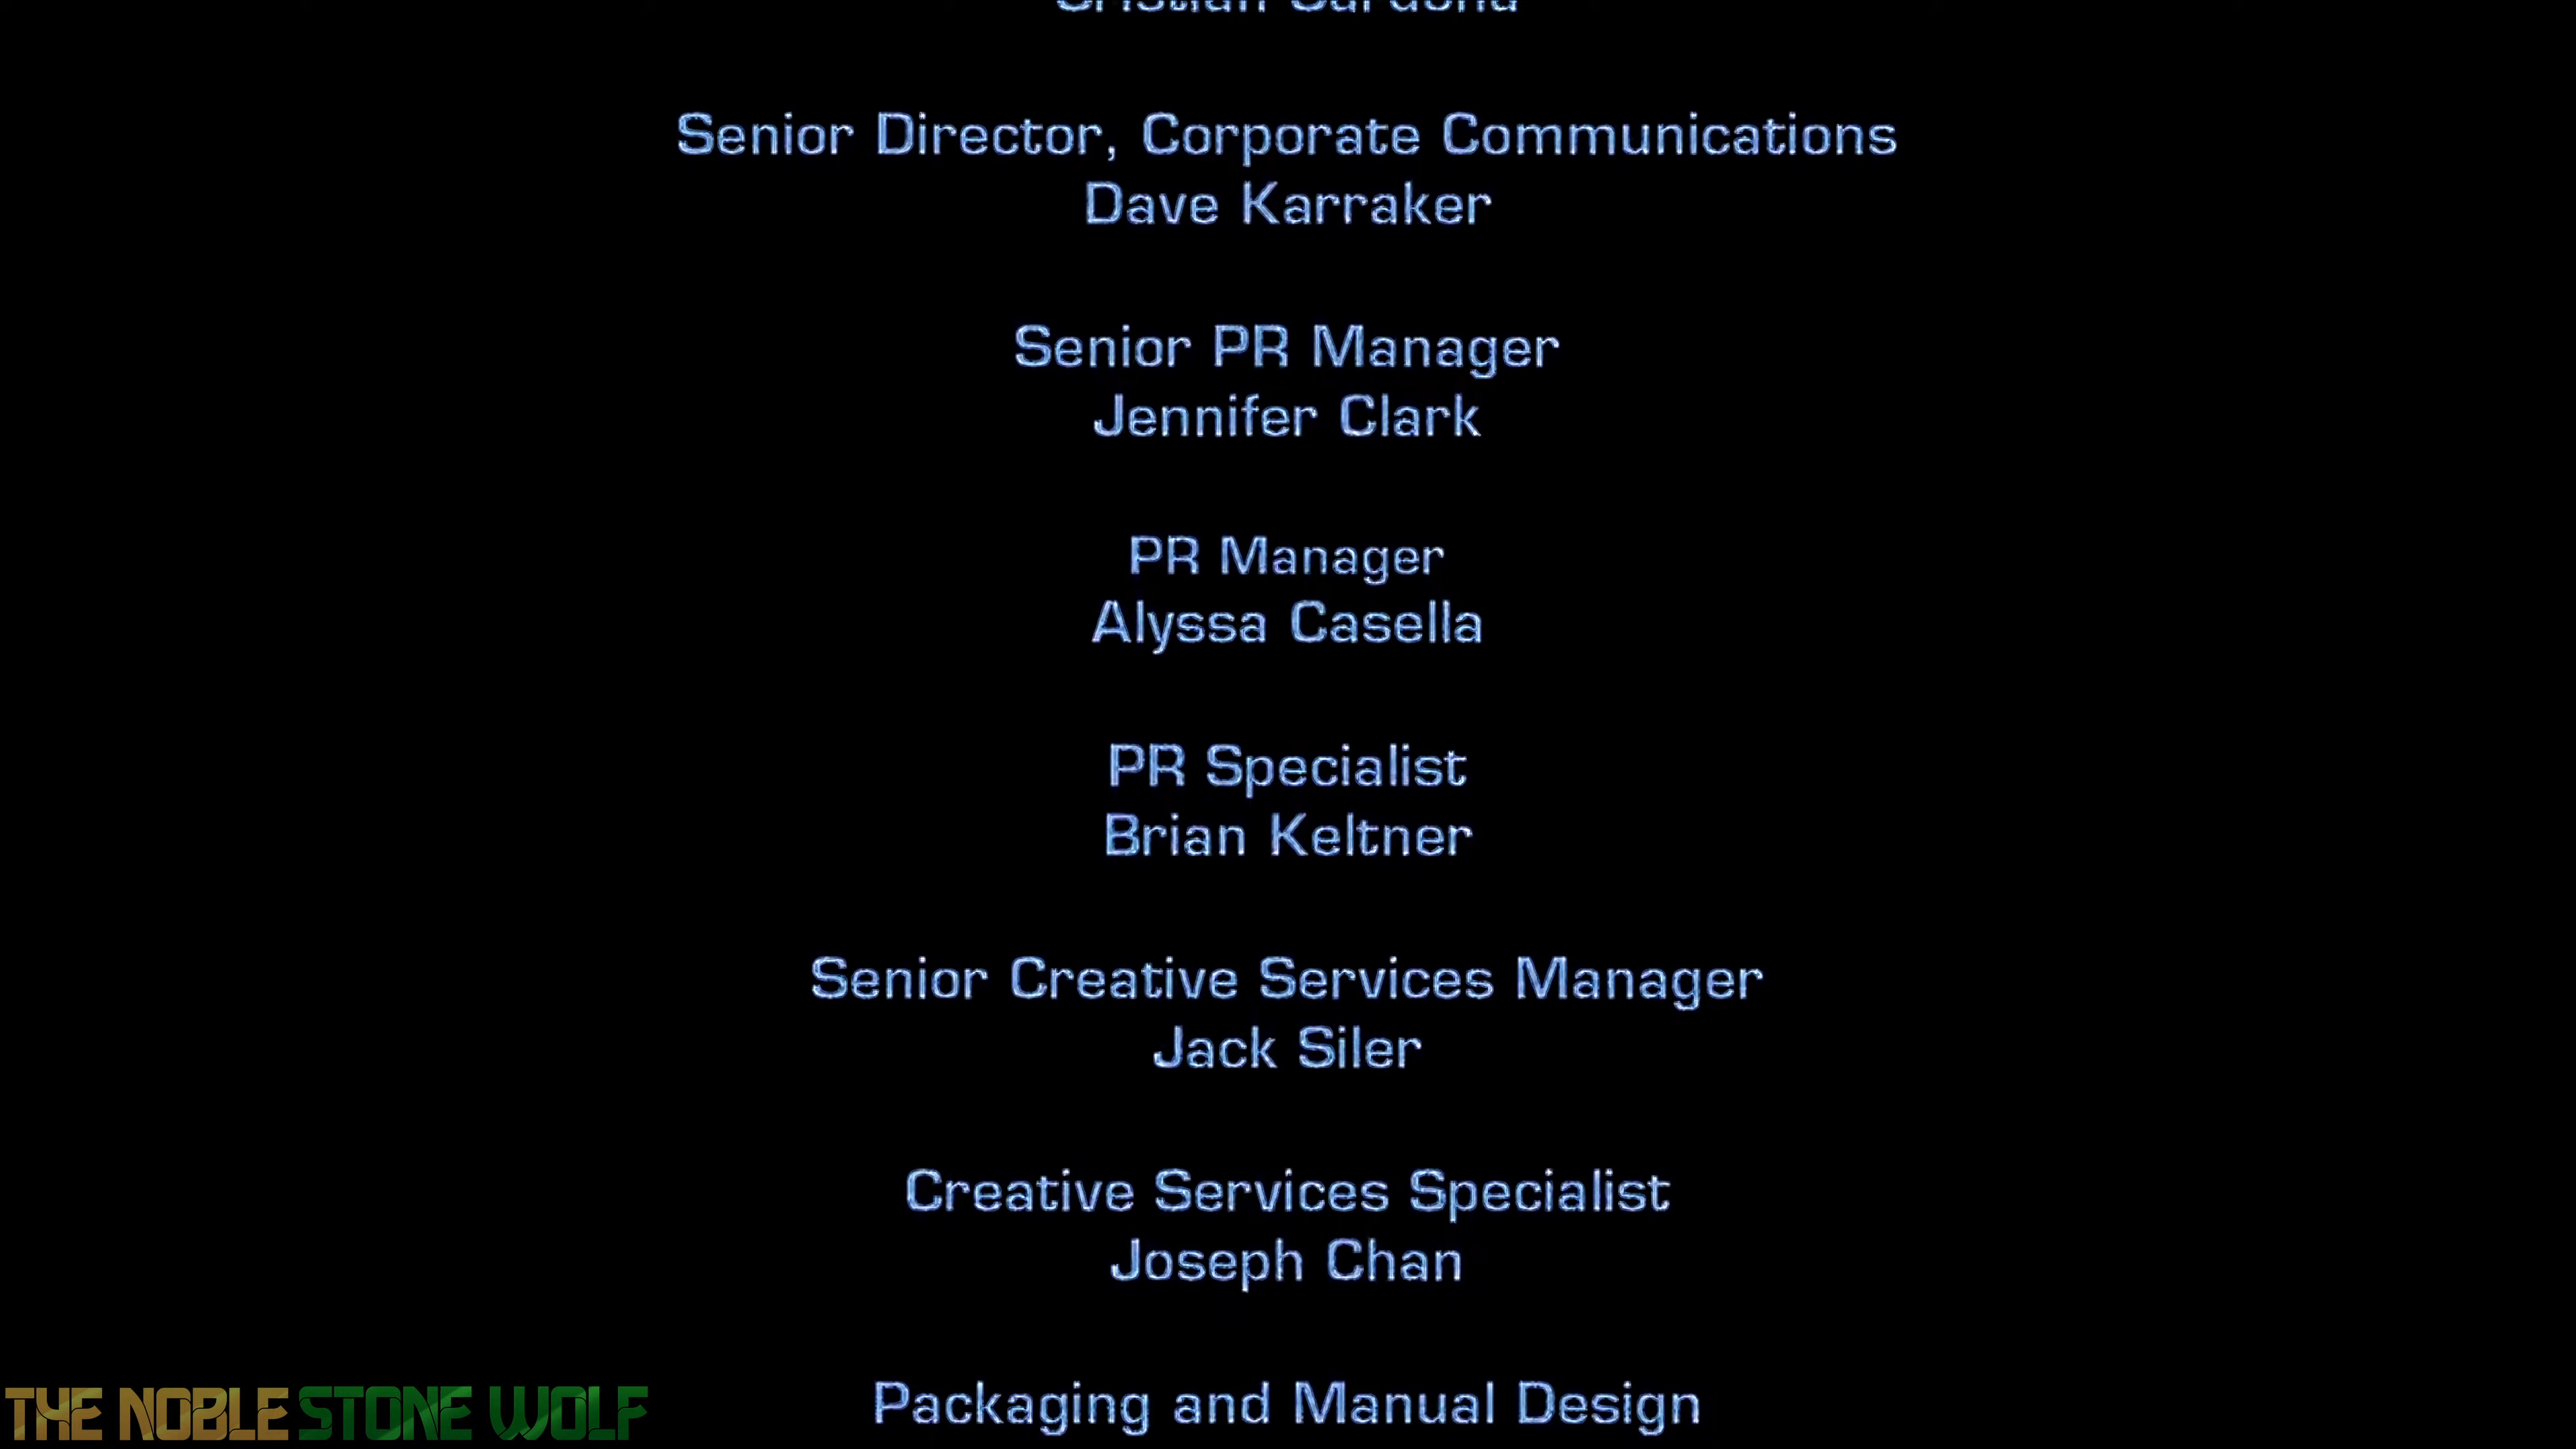 Senior Director, Corporate Communications
Dave Karraker
Senior PR Manager
Jennifer Clark
PR Manager
Alyssa Casella
PR Specialist
Brian Keltner
Senior Creative Services Manager
Jack Siler
Creative Services Specialist
Joseph Chan
Packaging and Manual Design
THE NOBLE STONE WOLF